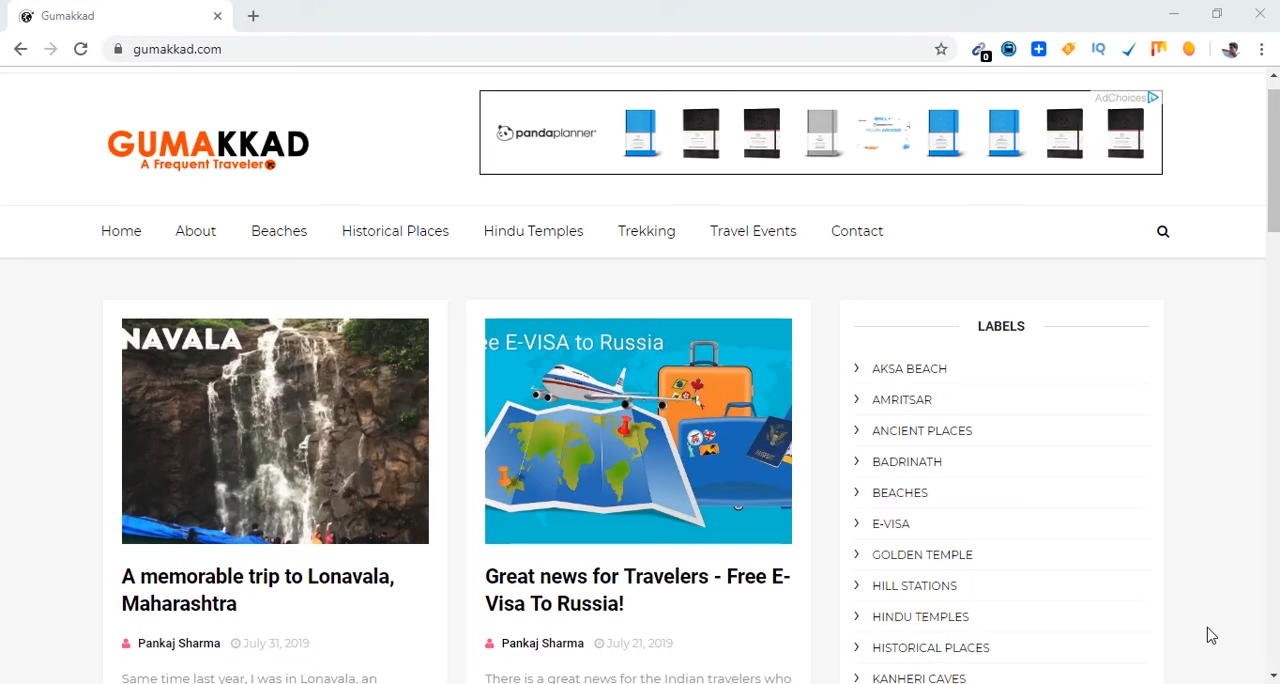 Gumakkad
gumakkad.com
0
IQ
GUMAKKAD
A Frequent Traveler
pandaplanner
AdChoices
Home About Beaches Historical Places Hindu Temples Trekking Travel Events Contact
NAVALA
A memorable trip to Lonavala,
Maharashtra
Pankaj Sharma July 31, 2019
Same time last year, I was in Lonavala, an
ee E-VISA to Russia
Great news for Travelers - Free E-
Visa To Russia!
Pankaj Sharma July 21, 2019
There is a great news for the Indian travelers who
LABELS
AKSA BEACH
AMRITSAR
ANCIENT PLACES
BADRINATH
BEACHES
E-VISA
GOLDEN TEMPLE
HILL STATIONS
HINDU TEMPLES
HISTORICAL PLACES
KANHERI CAVES